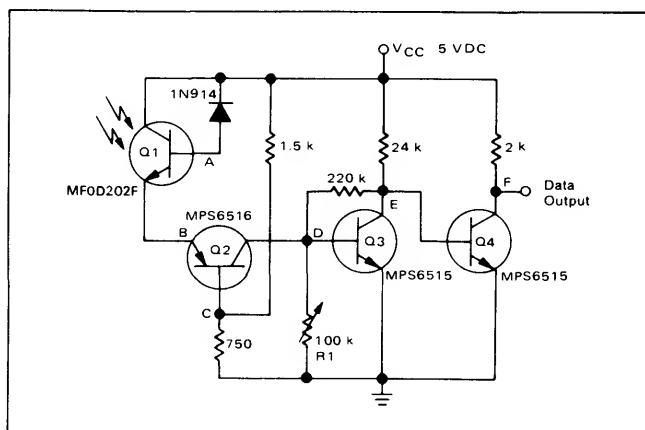 VCC 5 VDC
1N914
1.5 k
24 k
2 k
Q1
A
220 k
F
Data
Output
MF0D202F
MPS6516
E
B
D
Q2
Q3
Q4
MPS6515
MPS6515
C
750
100 k
R1